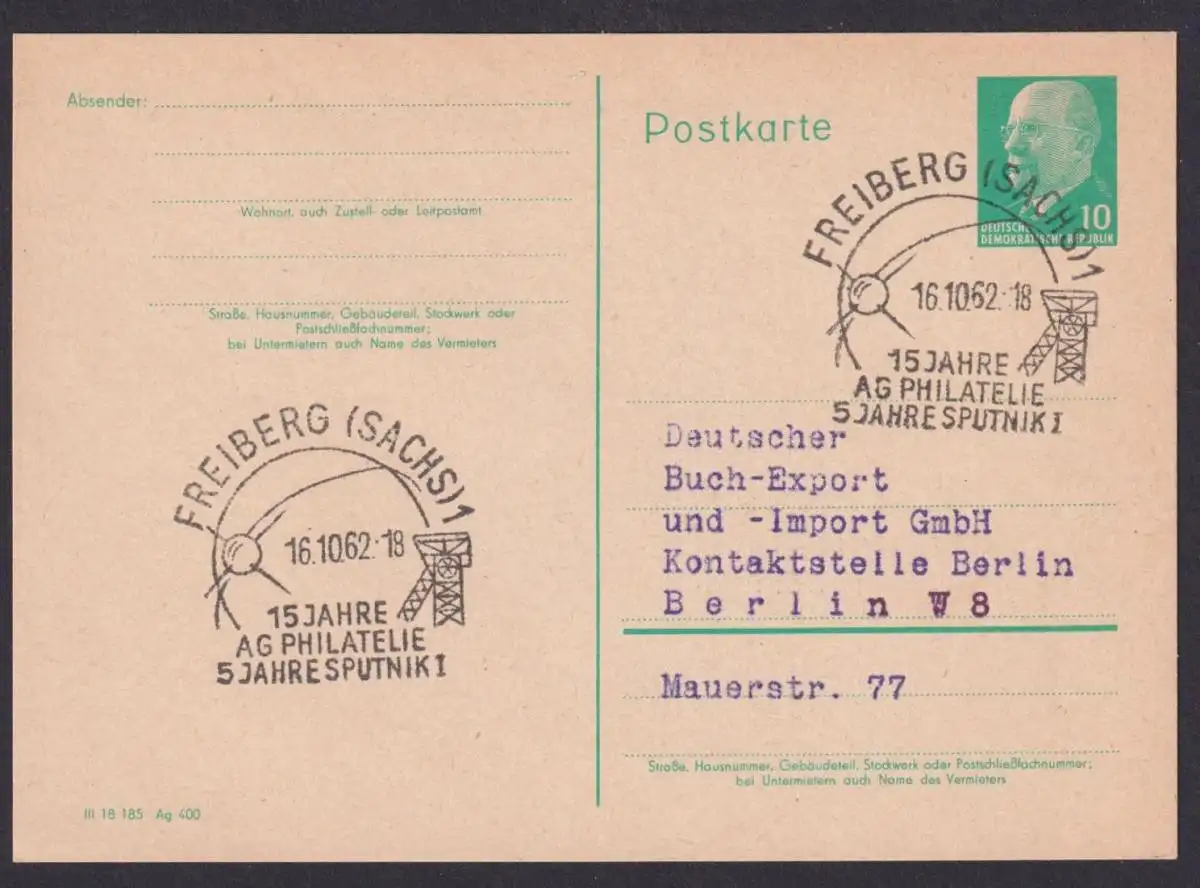 Absender:
Wohnort, auch Zustell- oder Leitpostamt
Straße, Hausnummer, Gebäudeteil, Stockwerk oder
Postschließfachnummer;
bei Untermietern auch Name des Vermieters
FREIBERG (SACHS) 1
16.10.62.-18
15 JAHRE
AG PHILATELIE
5 JAHRE SPUTNIK I
III 18 185 Ag 400
Postkarte
10
DEUTSCHE
DEMOKRATISCHE REPUBLIK
FREIBERG (SACHS) 1
16.10.62.-18
15 JAHRE
AG PHILATELIE
5 JAHRE SPUTNIK I
Deutscher
Buch-Export
und -Import GmbH
Kontaktstelle Berlin
Berlin W 8
Mauerstr. 77
Straße, Hausnummer, Gebäudeteil, Stockwerk oder Postschließfachnummer;
bei Untermietern auch Name des Vermieters